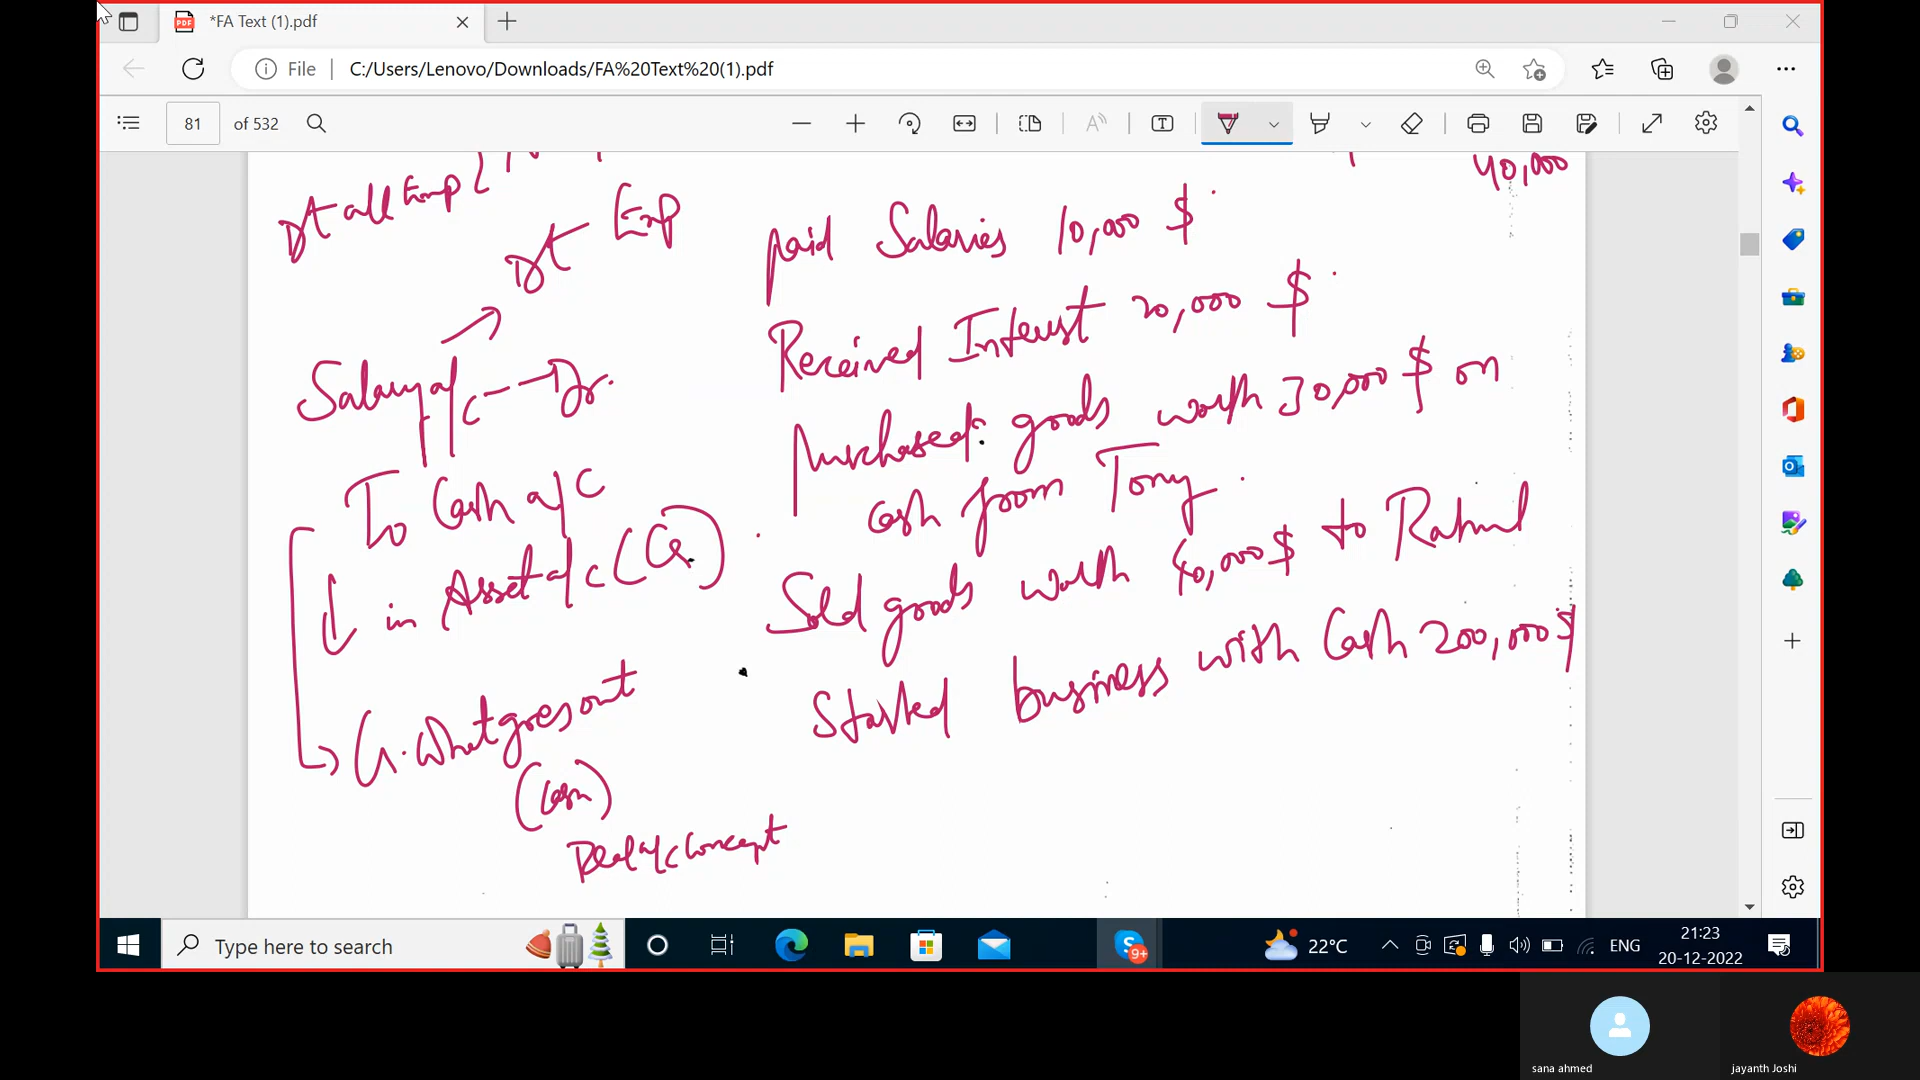 *FA Text (1).pdf
File
C:/Users/Lenovo/Downloads/FA%20Text%20(1).pdf
81 of 532
40,000
Dt all Exp
Dt Exp
Paid Salaries 10,000 $
Received Interest 20,000 $
Salary a/c Dr.
Purchased goods worth 30,000 $ on
cash from Tony.
To Cash a/c
↓ in Asset a/c (Cr)
Sold goods worth 40,000 $ to Rahul
Started business with Cash 200,000 $
Cr. What goes out
(Cash)
Real a/c Concept
Type here to search
9+
22°C
ENG
21:23
20-12-2022
sana ahmed
jayanth Joshi